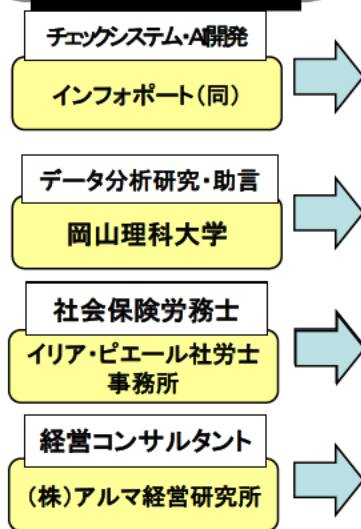 チェックシステム・AI開発
インフォポート(同)
データ分析研究・助言
岡山理科大学
社会保険労務士
イリア・ピエール社労士
事務所
経営コンサルタント
(株)アルマ経営研究所